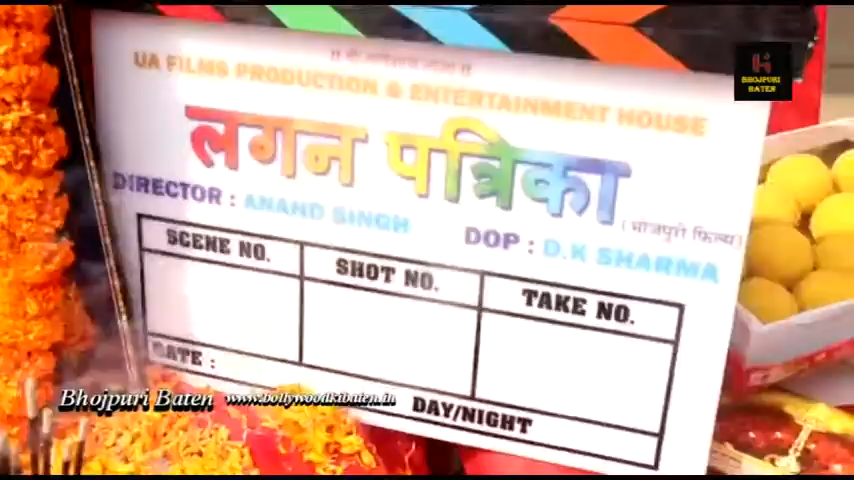 UA FILMS PRODUCTION & ENTERTAINMENT HOUSE
BHOJPURI
BATEN
लगन पत्रिका
(भोजपुरी फिल्म)
DIRECTOR : ANAND SINGH
DOP : D.K SHARMA
SCENE NO. SHOT NO. TAKE NO.
DATE :
DAY/NIGHT
Bhojpuri Baten www.bollywoodkibaten.in